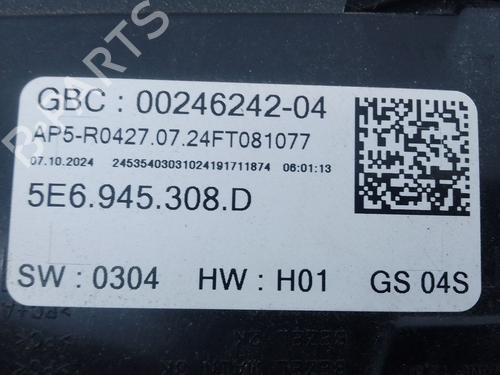 PARTS
GBC : 00246242-04
AP5-R0427.07.24FT081077
07.10.2024 24535403031024191711874 06:01:13
5E6.945.308.D
SW : 0304 HW : H01 GS 04S